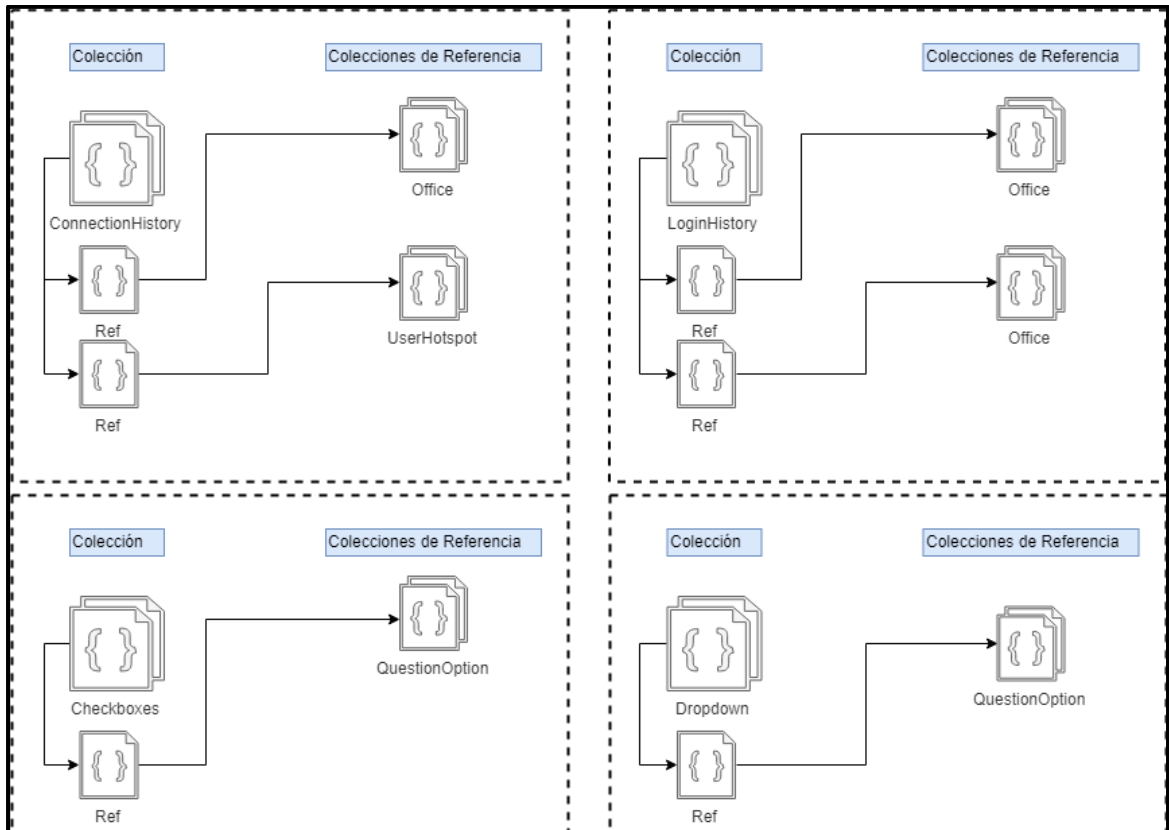 Colección
Colecciones de Referencia
ConnectionHistory
Office
Ref
UserHotspot
Ref
Colección
Colecciones de Referencia
LoginHistory
Office
Ref
Office
Ref
Colección
Colecciones de Referencia
Checkboxes
QuestionOption
Ref
Colección
Colecciones de Referencia
Dropdown
QuestionOption
Ref